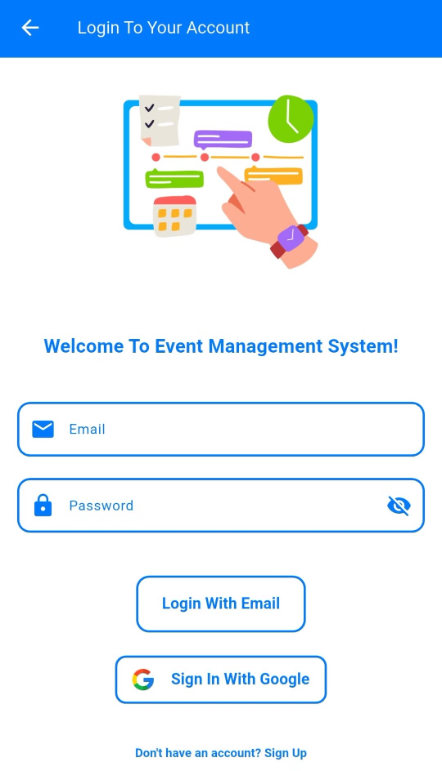 Login To Your Account
Welcome To Event Management System!
Email
Password
Login With Email
Sign In With Google
Don't have an account? Sign Up